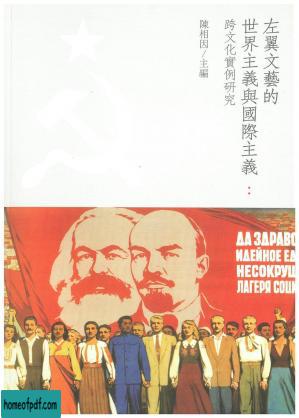 左翼文藝的
世界主義與國際主義：
跨文化實例研究
陳相因/主編
ДА ЗДРАВС
ИДЕЙНОЕ ЕД
НЕСОКРУШ
ЛАГЕРЯ СОЦИ
homeofpdf.com